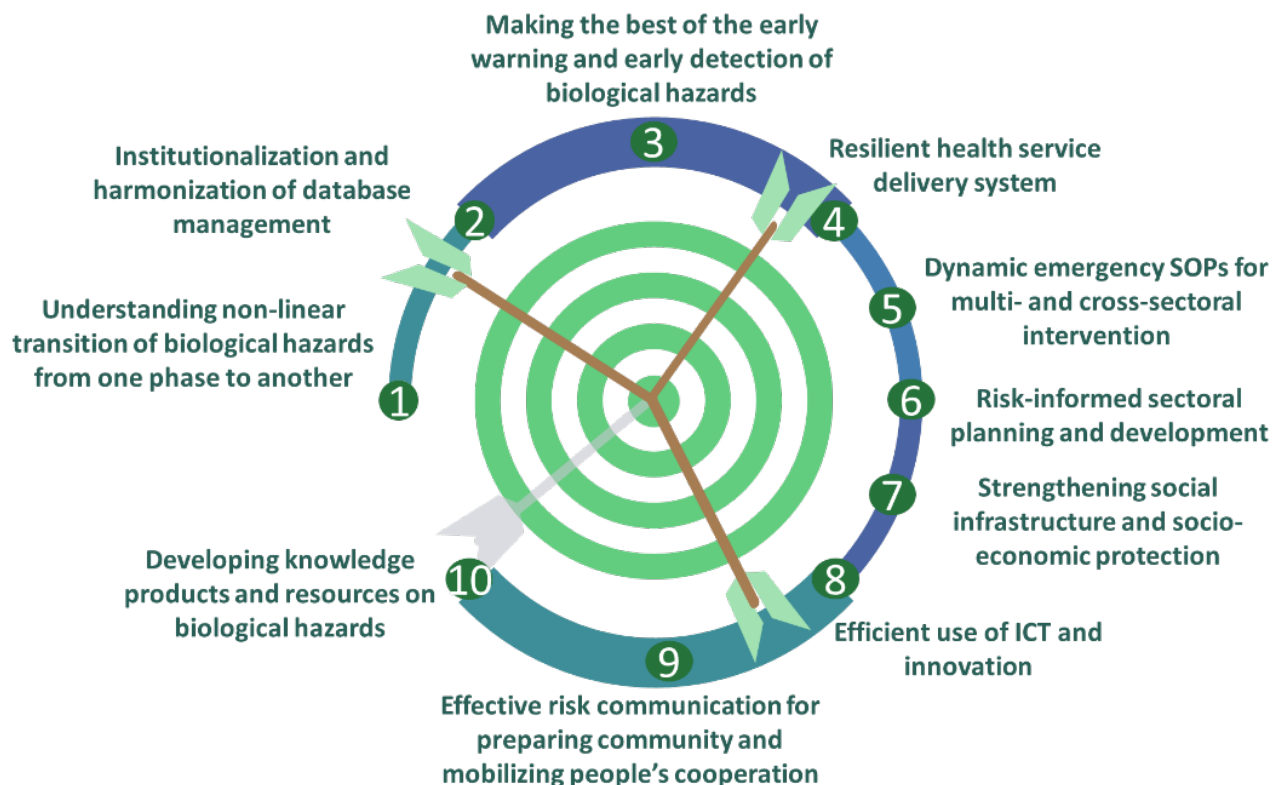 Making the best of the early
warning and early detection of
biological hazards
3
Institutionalization and
harmonization of database
management
2
Resilient health service
delivery system
4
Understanding non-linear
transition of biological hazards
from one phase to another
1
Dynamic emergency SOPs for
multi- and cross-sectoral
intervention
5
6
Risk-informed sectoral
planning and development
7
Strengthening social
infrastructure and socio-
economic protection
Developing knowledge
products and resources on
biological hazards
10
8
Efficient use of ICT and
innovation
9
Effective risk communication for
preparing community and
mobilizing people's cooperation